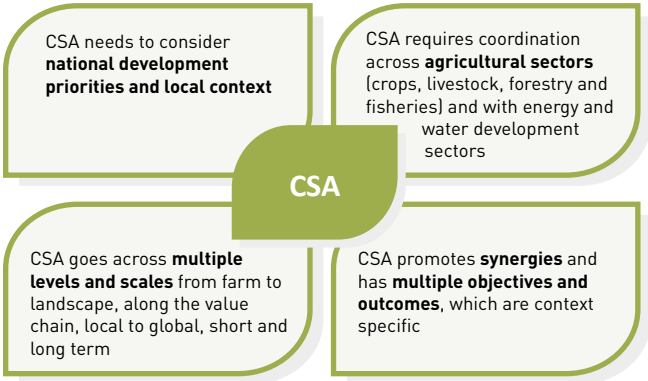 CSA needs to consider
national development
priorities and local context
CSA requires coordination
across agricultural sectors
(crops, livestock, forestry and
fisheries) and with energy and
water development
sectors
CSA
CSA goes across multiple
levels and scales from farm to
landscape, along the value
chain, local to global, short and
long term
CSA promotes synergies and
has multiple objectives and
outcomes, which are context
specific